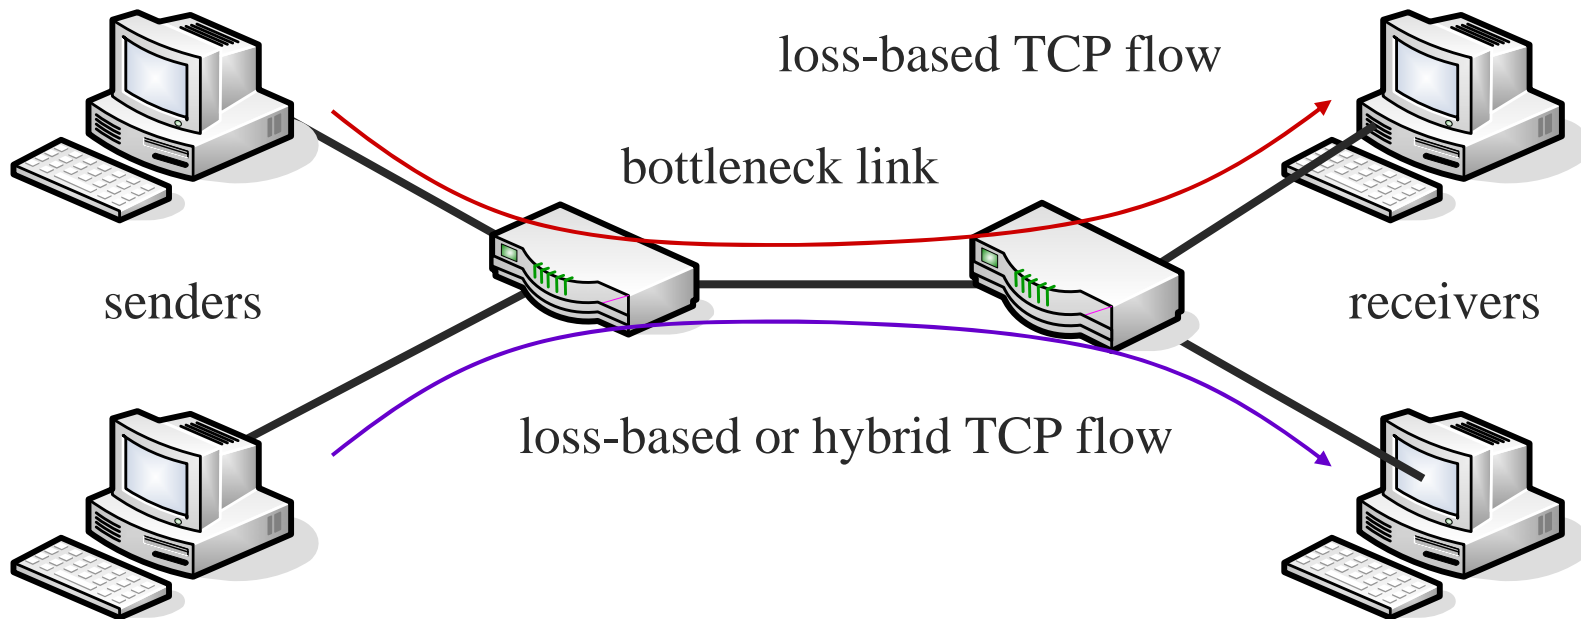 loss-based TCP flow
bottleneck link
senders
receivers
loss-based or hybrid TCP flow